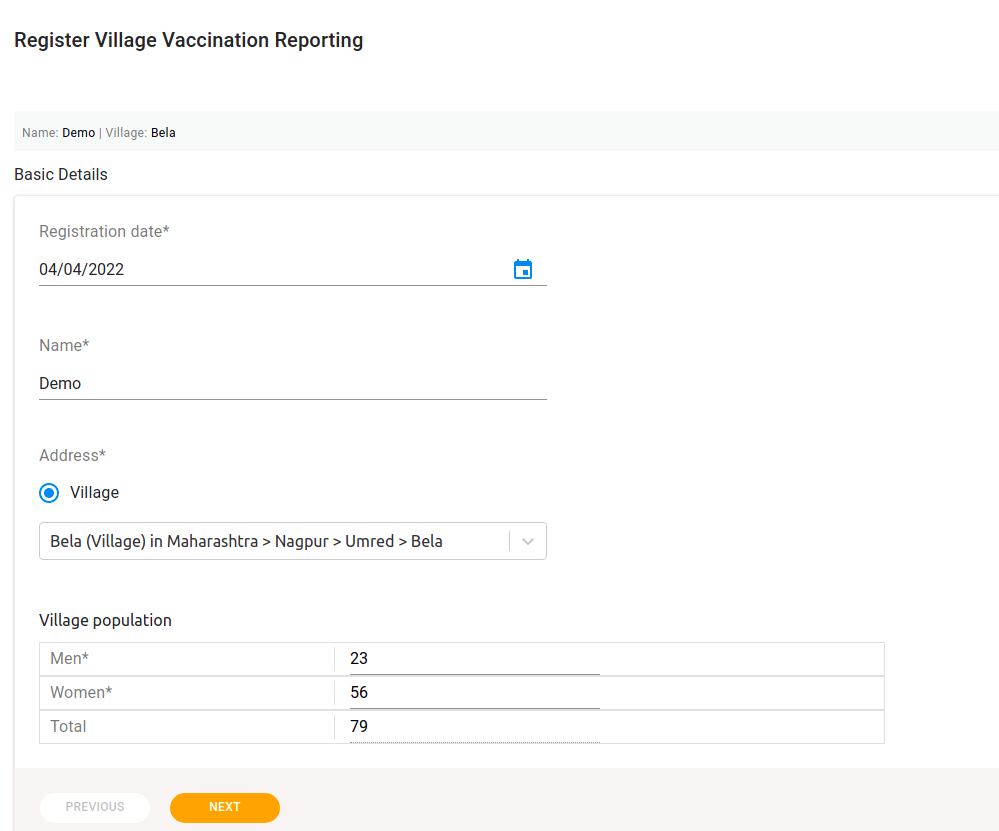 Register Village Vaccination Reporting
Name: Demo | Village: Bela
Basic Details
Registration date*
04/04/2022
Name*
Demo
Address*
Village
Bela (Village) in Maharashtra > Nagpur > Umred > Bela
Village population
Men* 23
Women* 56
Total 79
PREVIOUS NEXT